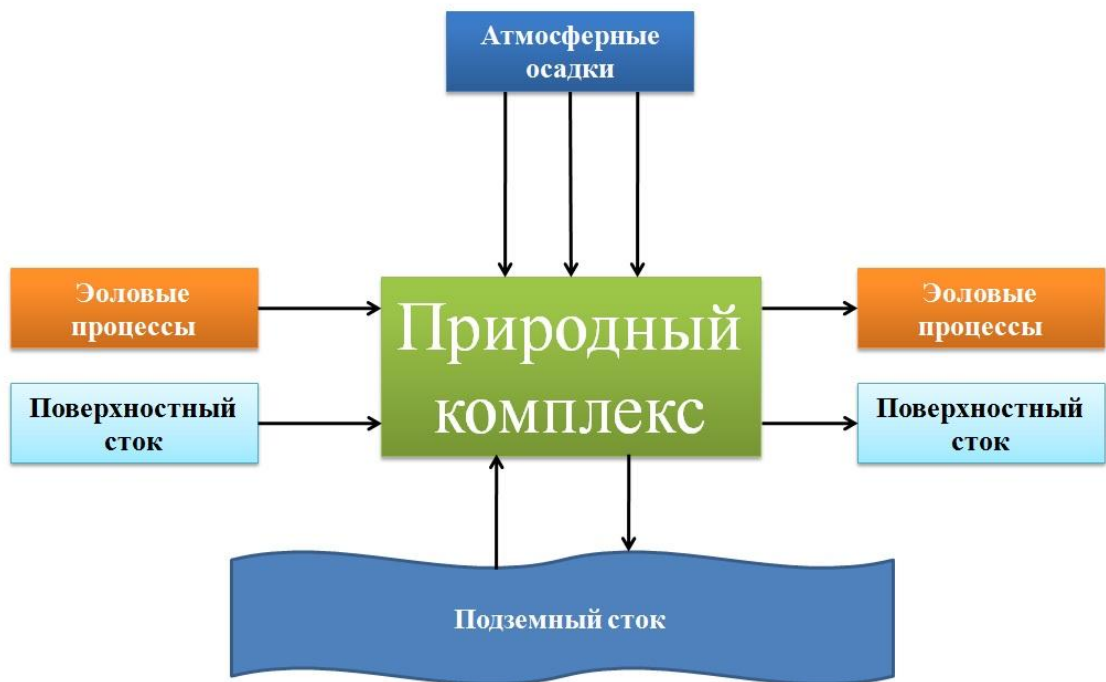 Атмосферные
осадки
Эоловые
процессы
Природный
комплекс
Эоловые
процессы
Поверхностный
сток
Поверхностный
сток
Подземный сток